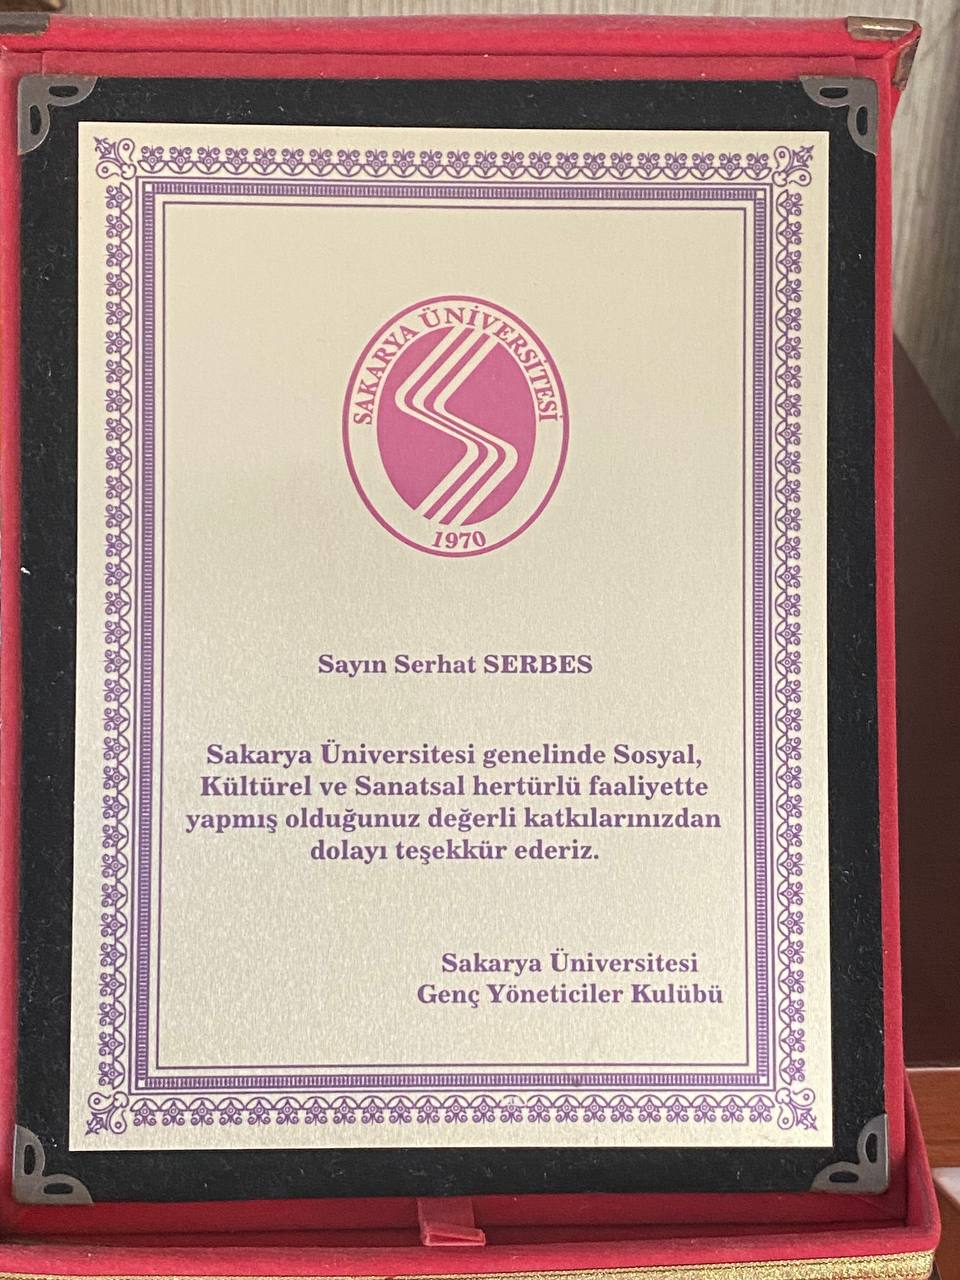 SAKARYA ÜNİVERSİTESİ
1970
Sayın Serhat SERBES
Sakarya Üniversitesi genelinde Sosyal,
Kültürel ve Sanatsal hertürlü faaliyette
yapmış olduğunuz değerli katkılarınızdan
dolayı teşekkür ederiz.
Sakarya Üniversitesi
Genç Yöneticiler Kulübü